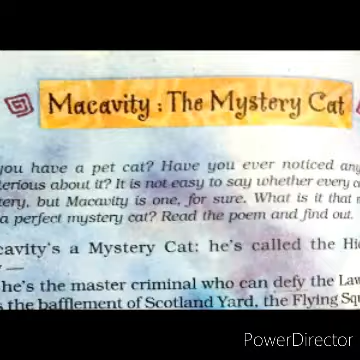 Macavity : The Mystery Cat
you have a pet cat? Have you ever noticed any
terious about it? It is not easy to say whether every c
tery, but Macavity is one, for sure. What is it that m
a perfect mystery cat? Read the poem and find out.
cavity's a Mystery Cat: he's called the Hi
—
he's the master criminal who can defy the Law
the bafflement of Scotland Yard, the Flying Squ
PowerDirector